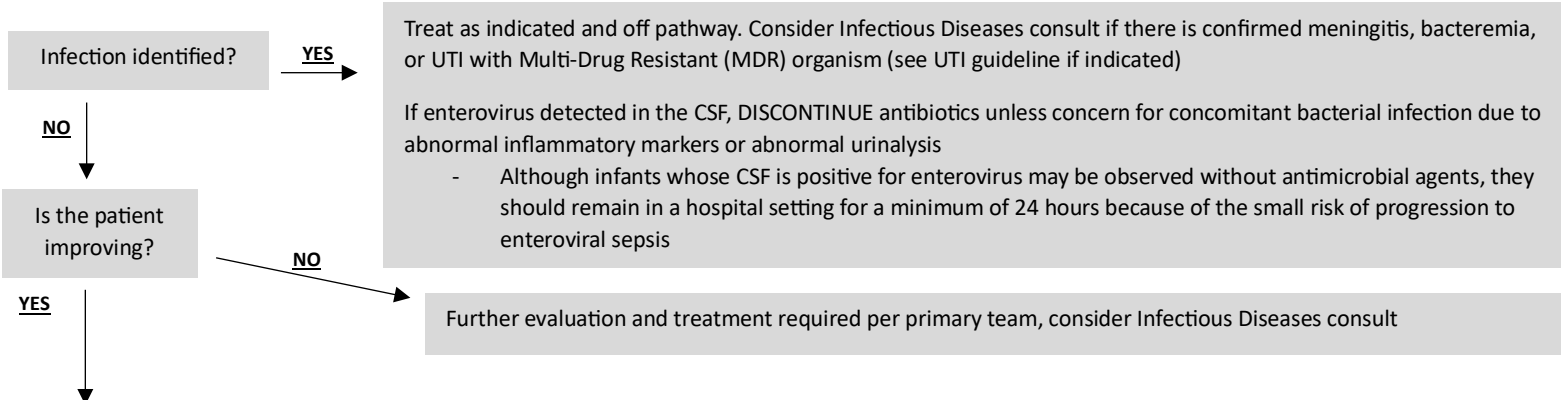 Infection identified?
YES
Treat as indicated and off pathway. Consider Infectious Diseases consult if there is confirmed meningitis, bacteremia,
or UTI with Multi-Drug Resistant (MDR) organism (see UTI guideline if indicated)
If enterovirus detected in the CSF, DISCONTINUE antibiotics unless concern for concomitant bacterial infection due to
abnormal inflammatory markers or abnormal urinalysis
- Although infants whose CSF is positive for enterovirus may be observed without antimicrobial agents, they
should remain in a hospital setting for a minimum of 24 hours because of the small risk of progression to
enteroviral sepsis
NO
Is the patient
improving?
NO
Further evaluation and treatment required per primary team, consider Infectious Diseases consult
YES